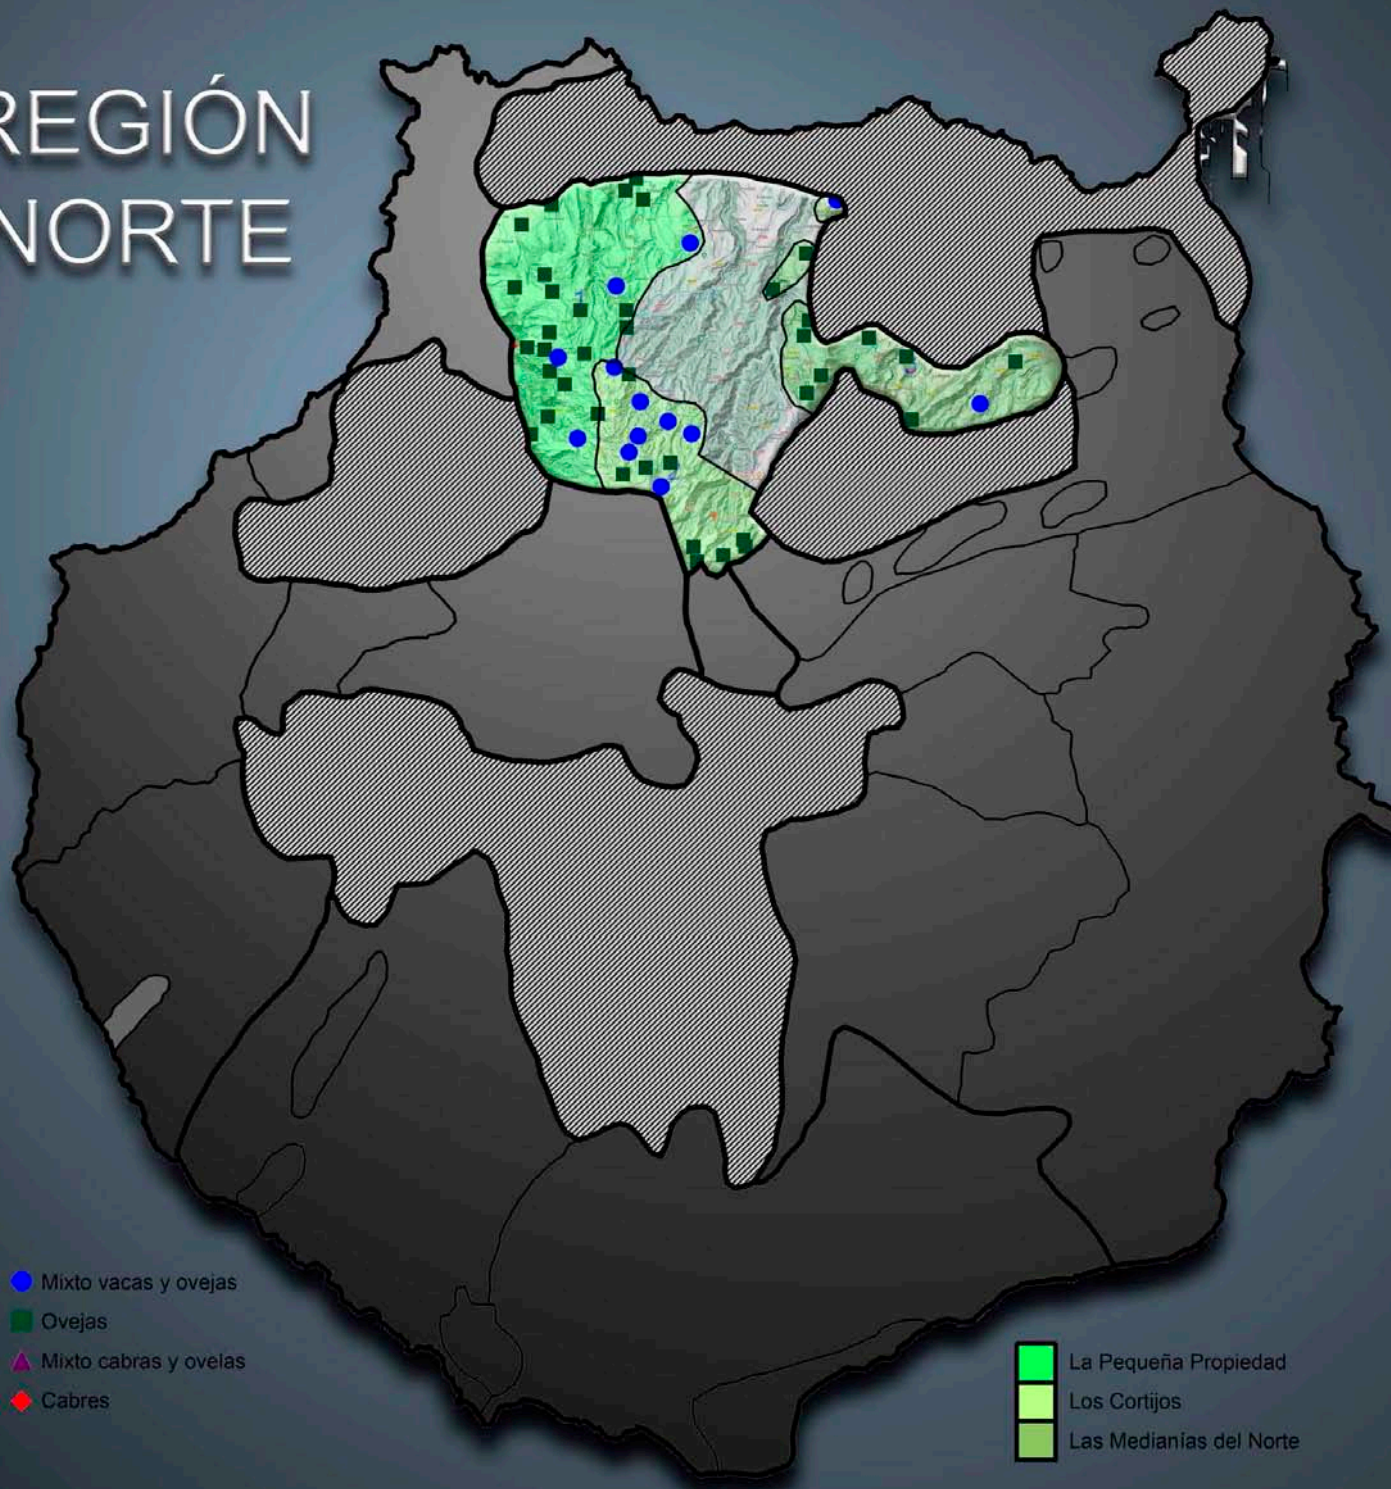 REGIÓN
NORTE
Mixto vacas y ovejas
Ovejas
Mixto cabras y ovelas
Cabres
La Pequeña Propiedad
Los Cortijos
Las Medianías del Norte